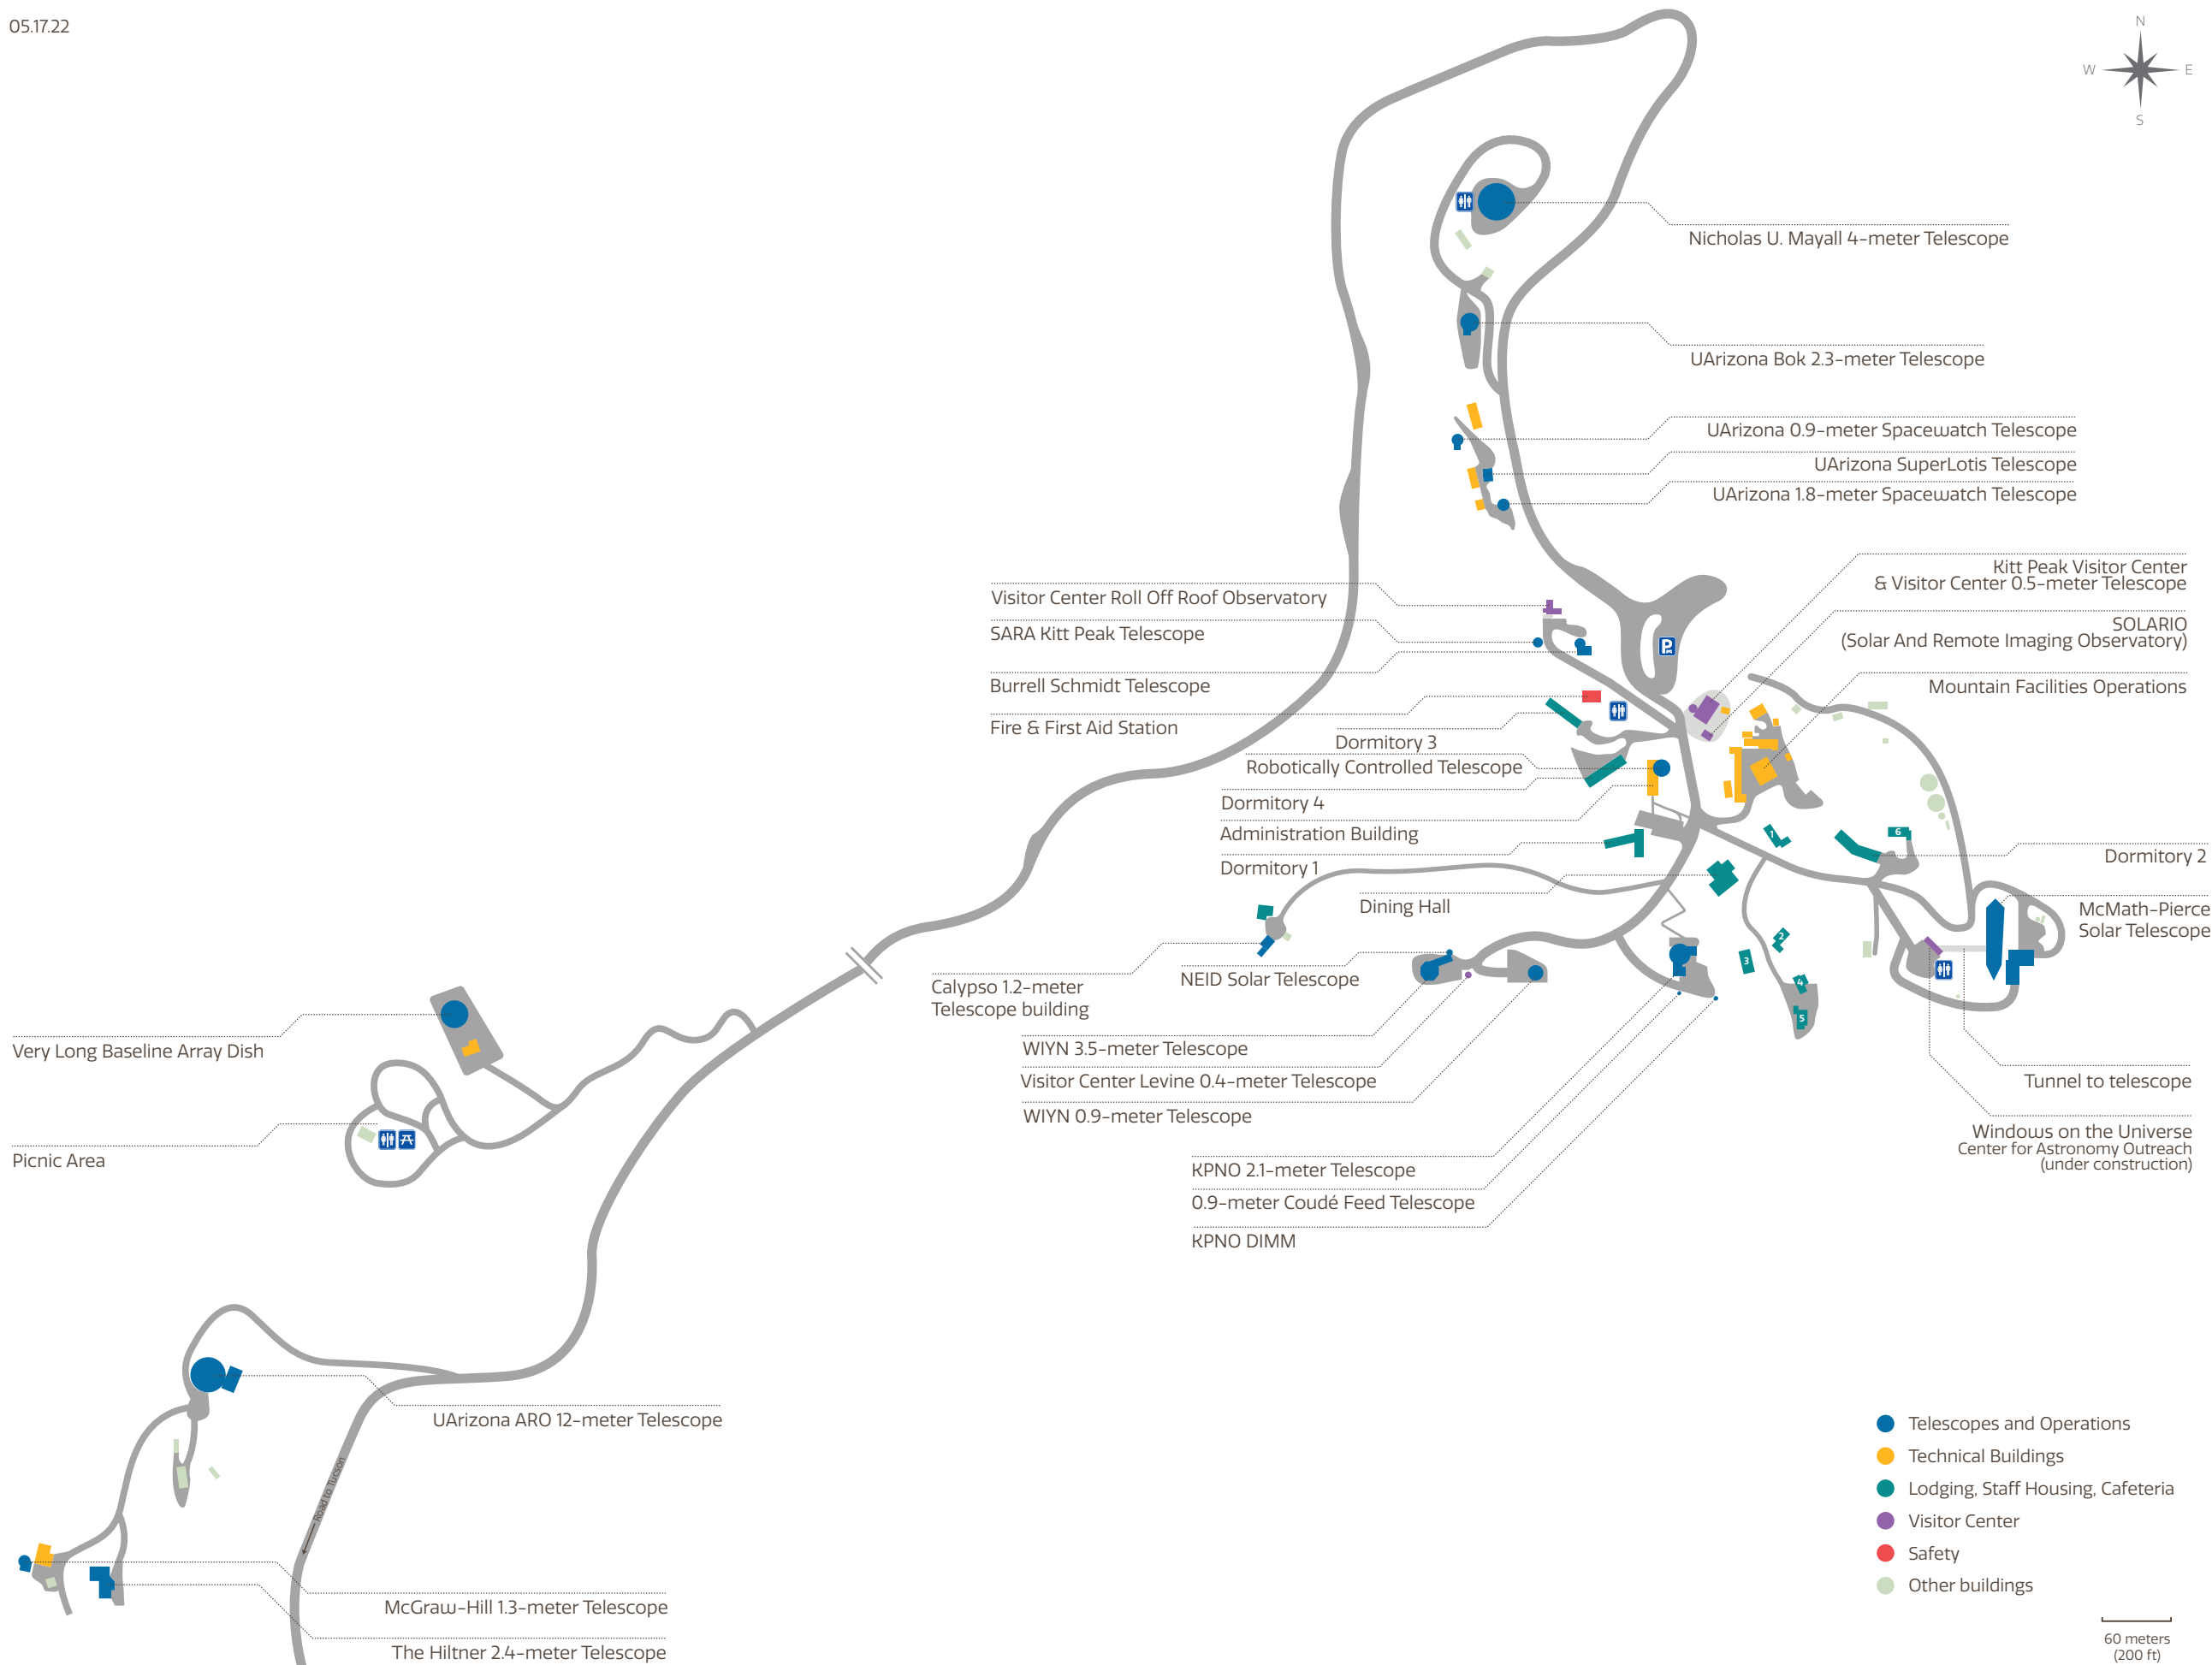 05.17.22
N
W
E
S
Nicholas U. Mayall 4-meter Telescope
UArizona Bok 2.3-meter Telescope
UArizona 0.9-meter Spacewatch Telescope
UArizona SuperLotis Telescope
UArizona 1.8-meter Spacewatch Telescope
Kitt Peak Visitor Center
& Visitor Center 0.5-meter Telescope
SOLARIO
(Solar And Remote Imaging Observatory)
Mountain Facilities Operations
Visitor Center Roll Off Roof Observatory
SARA Kitt Peak Telescope
Burrell Schmidt Telescope
Fire & First Aid Station
Dormitory 3
Robotically Controlled Telescope
Dormitory 4
Administration Building
Dormitory 1
Dining Hall
P
1
6
2
3
4
5
Dormitory 2
McMath-Pierce
Solar Telescope
Calypso 1.2-meter
Telescope building
NEID Solar Telescope
WIYN 3.5-meter Telescope
Visitor Center Levine 0.4-meter Telescope
WIYN 0.9-meter Telescope
KPNO 2.1-meter Telescope
0.9-meter Coudé Feed Telescope
KPNO DIMM
Tunnel to telescope
Windows on the Universe
Center for Astronomy Outreach
(under construction)
Very Long Baseline Array Dish
Picnic Area
UArizona ARO 12-meter Telescope
Road to Tucson
McGraw-Hill 1.3-meter Telescope
The Hiltner 2.4-meter Telescope
Telescopes and Operations
Technical Buildings
Lodging, Staff Housing, Cafeteria
Visitor Center
Safety
Other buildings
60 meters
(200 ft)